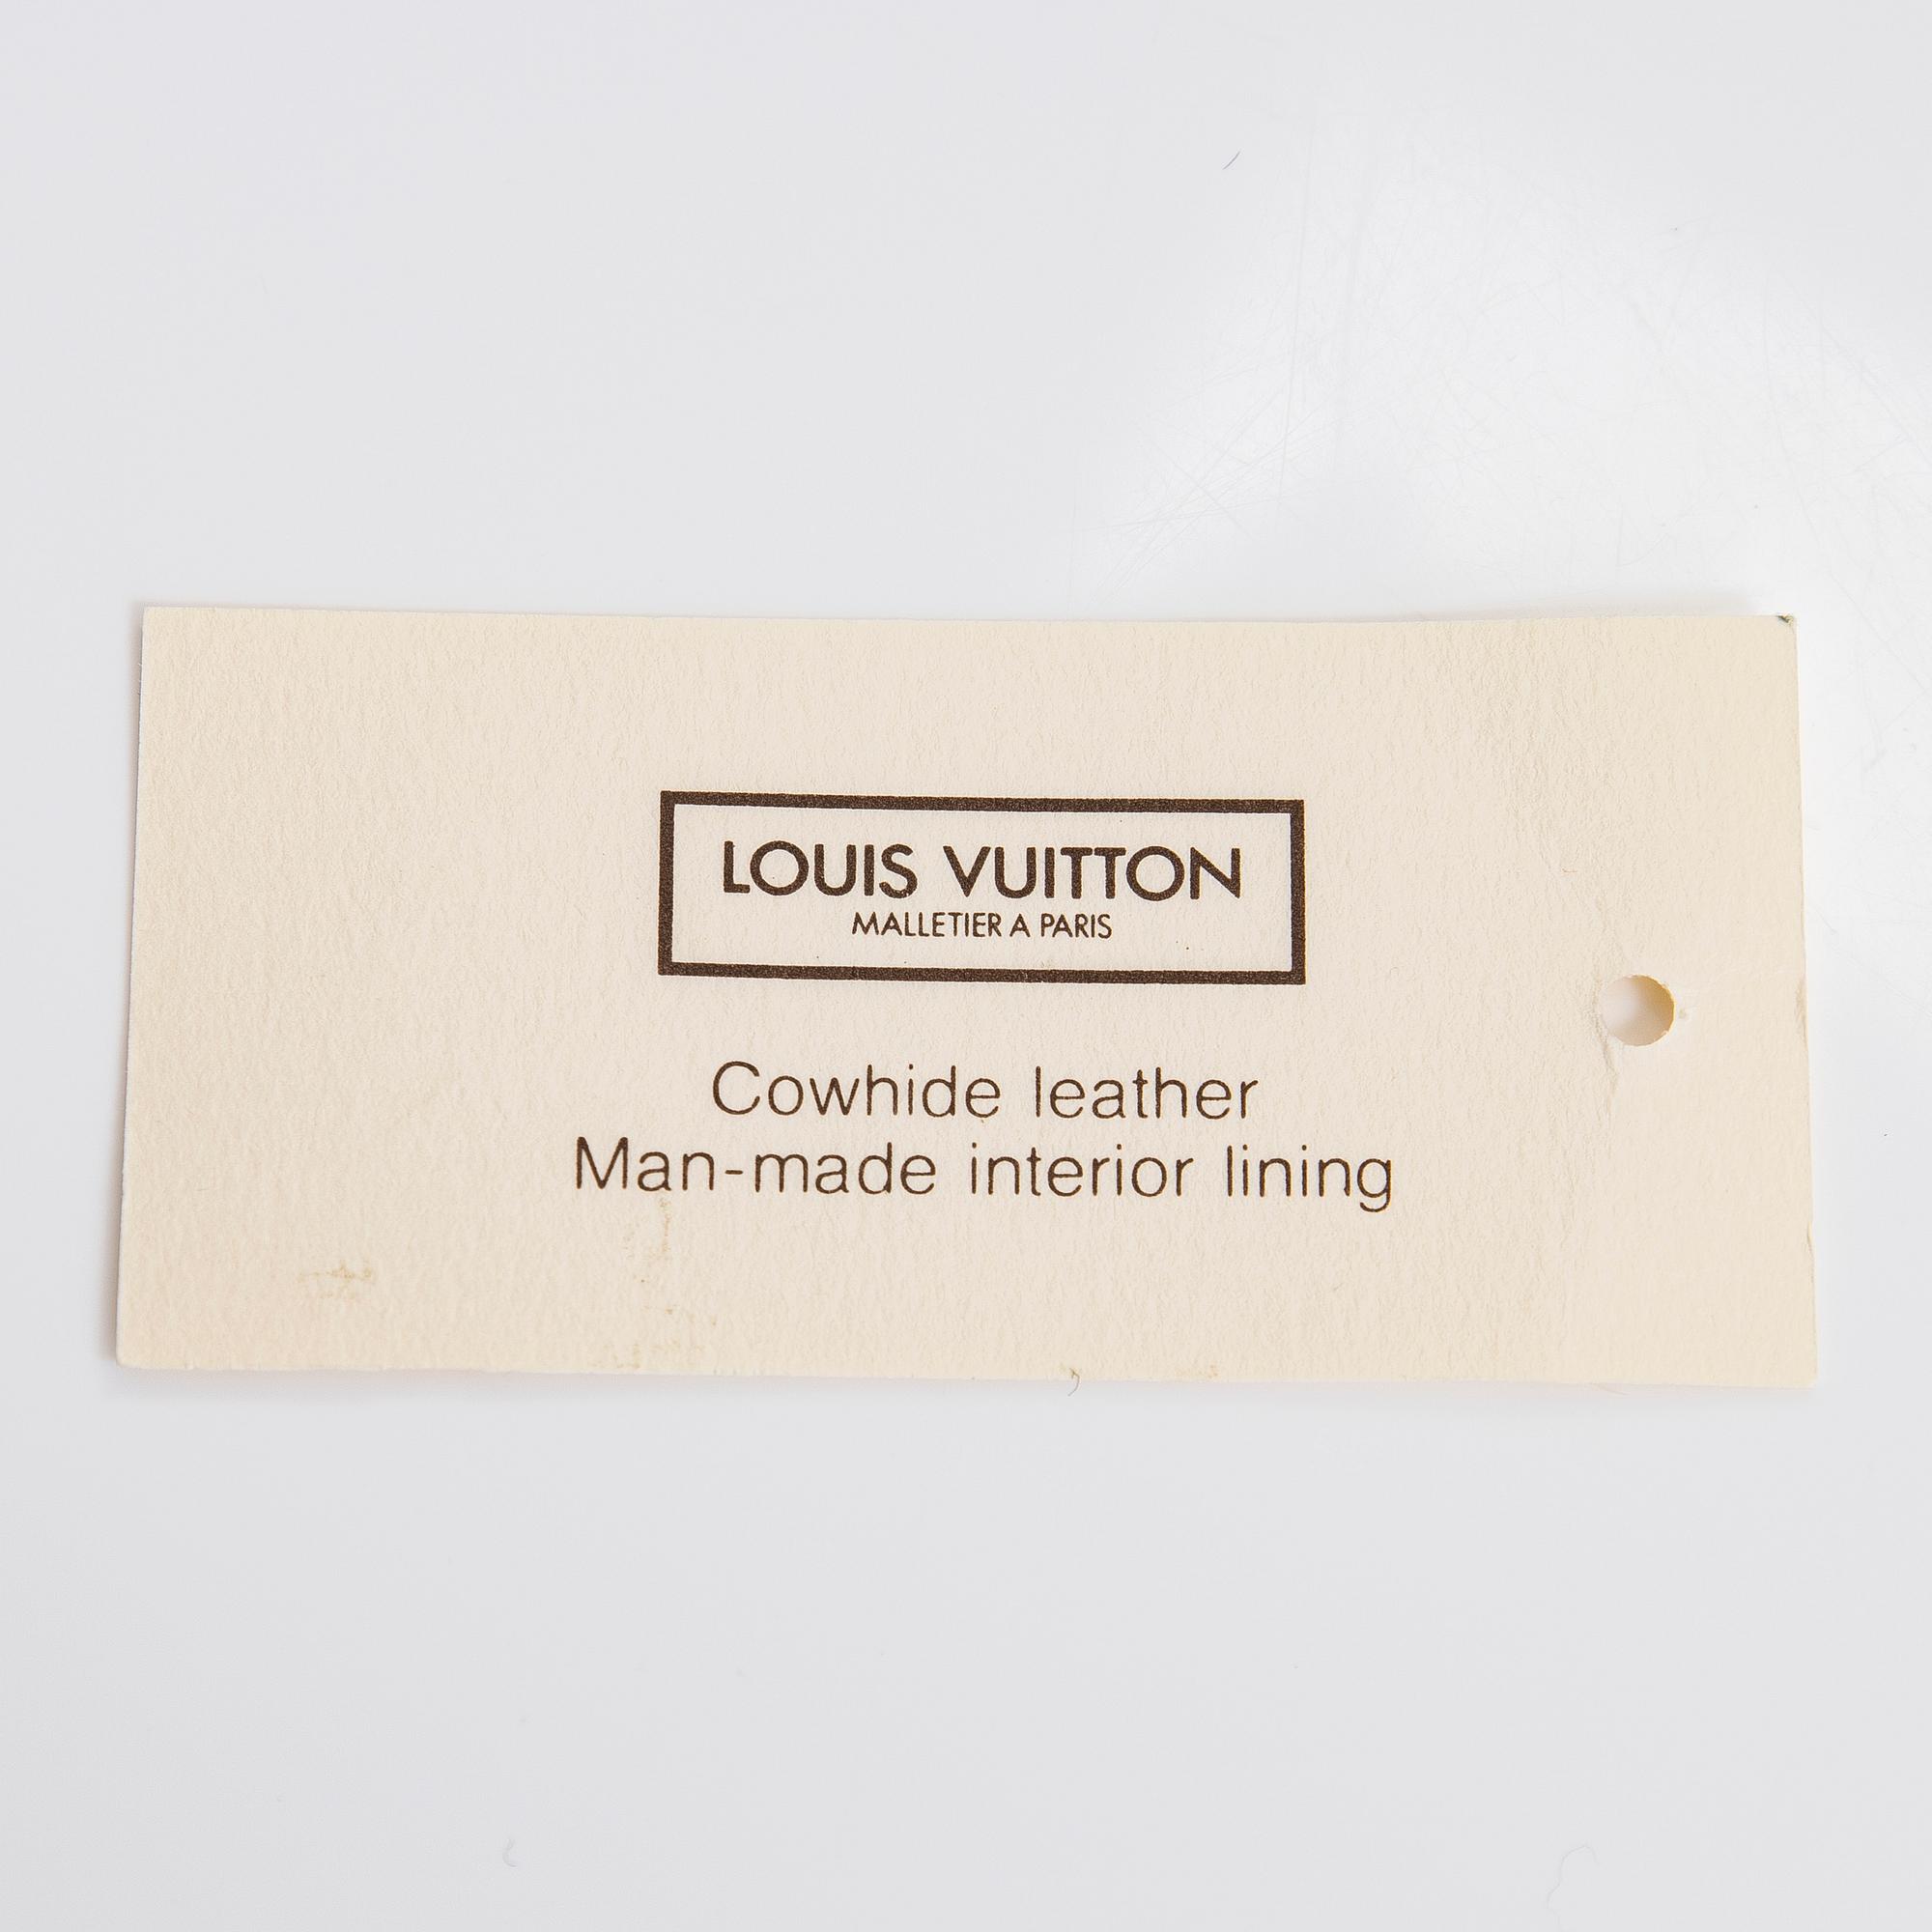 LOUIS VUITTON
MALLETIER A PARIS
Cowhide leather
Man-made interior lining